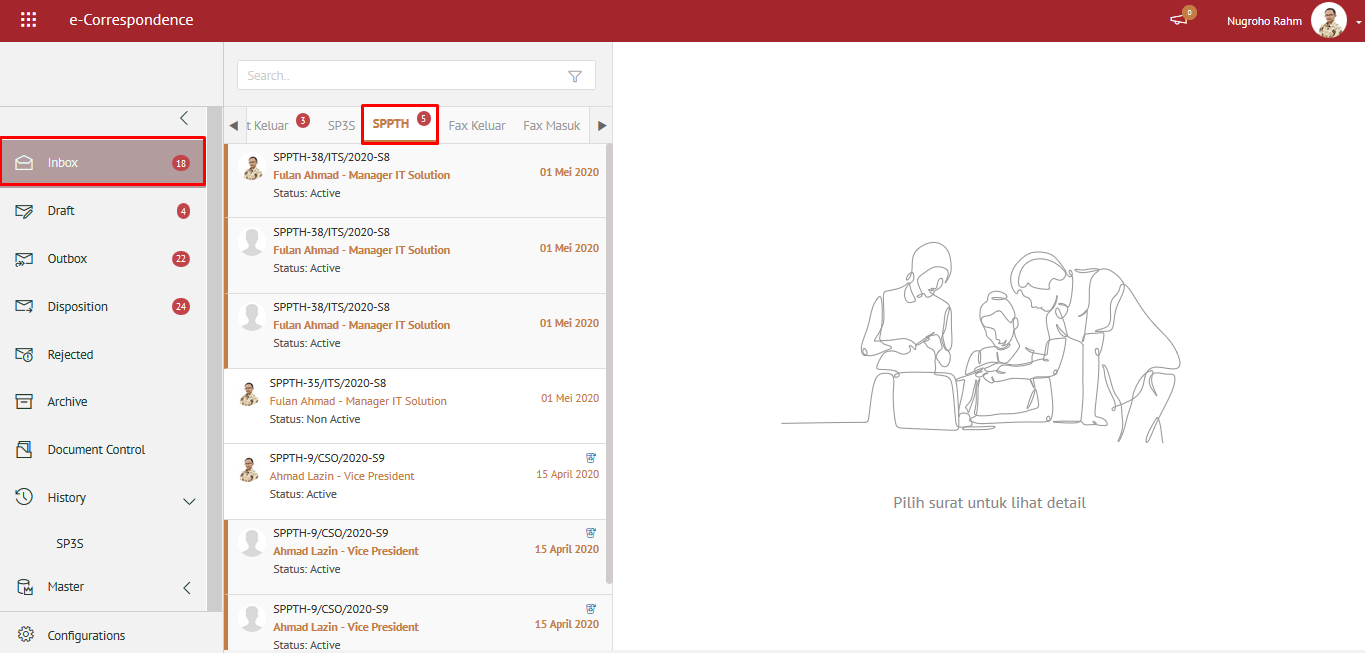 e-Correspondence
0
Nugroho Rahm
Search..
t Keluar 3
SP3S
SPPTH 5
Fax Keluar
Fax Masuk
Inbox 18
Draft 4
Outbox 22
Disposition 24
Rejected
Archive
Document Control
History
SP3S
Master
Configurations
SPPTH-38/ITS/2020-S8
Fulan Ahmad - Manager IT Solution
01 Mei 2020
Status: Active
SPPTH-38/ITS/2020-S8
Fulan Ahmad - Manager IT Solution
01 Mei 2020
Status: Active
SPPTH-38/ITS/2020-S8
Fulan Ahmad - Manager IT Solution
01 Mei 2020
Status: Active
SPPTH-35/ITS/2020-S8
Fulan Ahmad - Manager IT Solution
01 Mei 2020
Status: Non Active
SPPTH-9/CSO/2020-S9
Ahmad Lazin - Vice President
15 April 2020
Status: Active
SPPTH-9/CSO/2020-S9
Ahmad Lazin - Vice President
15 April 2020
Status: Active
SPPTH-9/CSO/2020-S9
Ahmad Lazin - Vice President
15 April 2020
Status: Active
Pilih surat untuk lihat detail